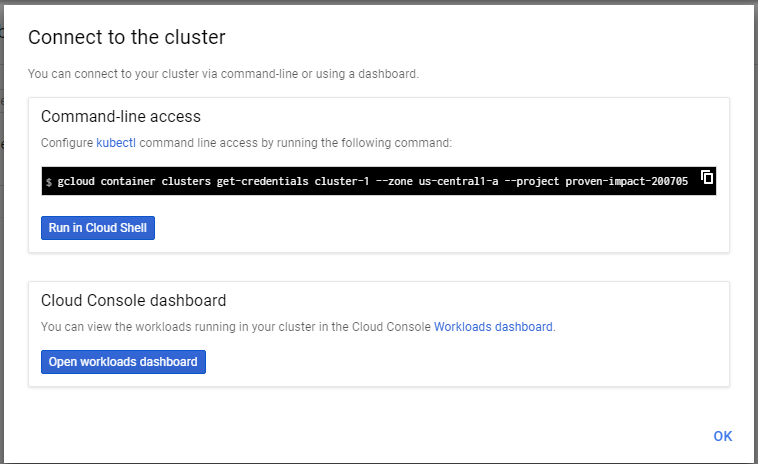 Connect to the cluster
You can connect to your cluster via command-line or using a dashboard.
Command-line access
Configure kubectl command line access by running the following command:
$ gcloud container clusters get-credentials cluster-1 --zone us-central1-a --project proven-impact-200705
Run in Cloud Shell
Cloud Console dashboard
You can view the workloads running in your cluster in the Cloud Console Workloads dashboard.
Open workloads dashboard
OK